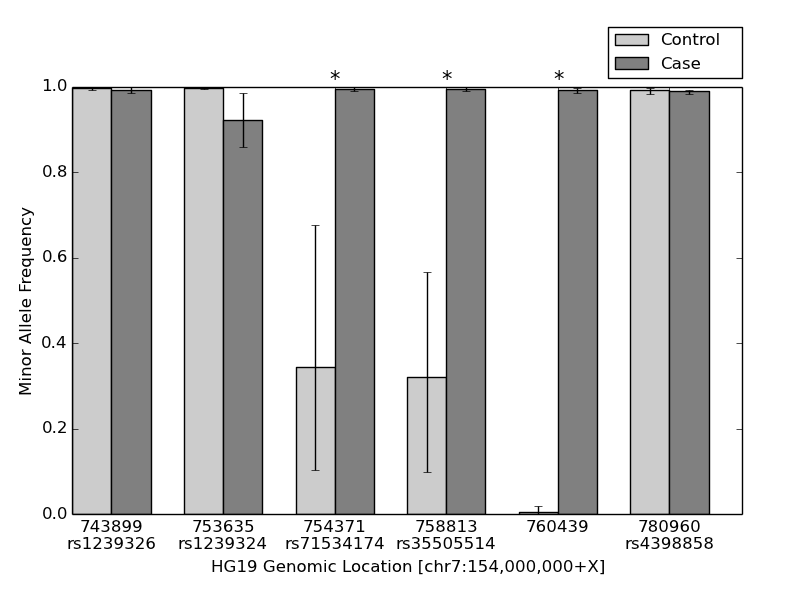 Control
Case
* * *
1.0
0.8
0.6
0.4
0.2
0.0
Minor Allele Frequency
743899 753635 754371 758813 760439 780960
rs1239326 rs1239324 rs71534174 rs35505514 rs4398858
HG19 Genomic Location [chr7:154,000,000+X]